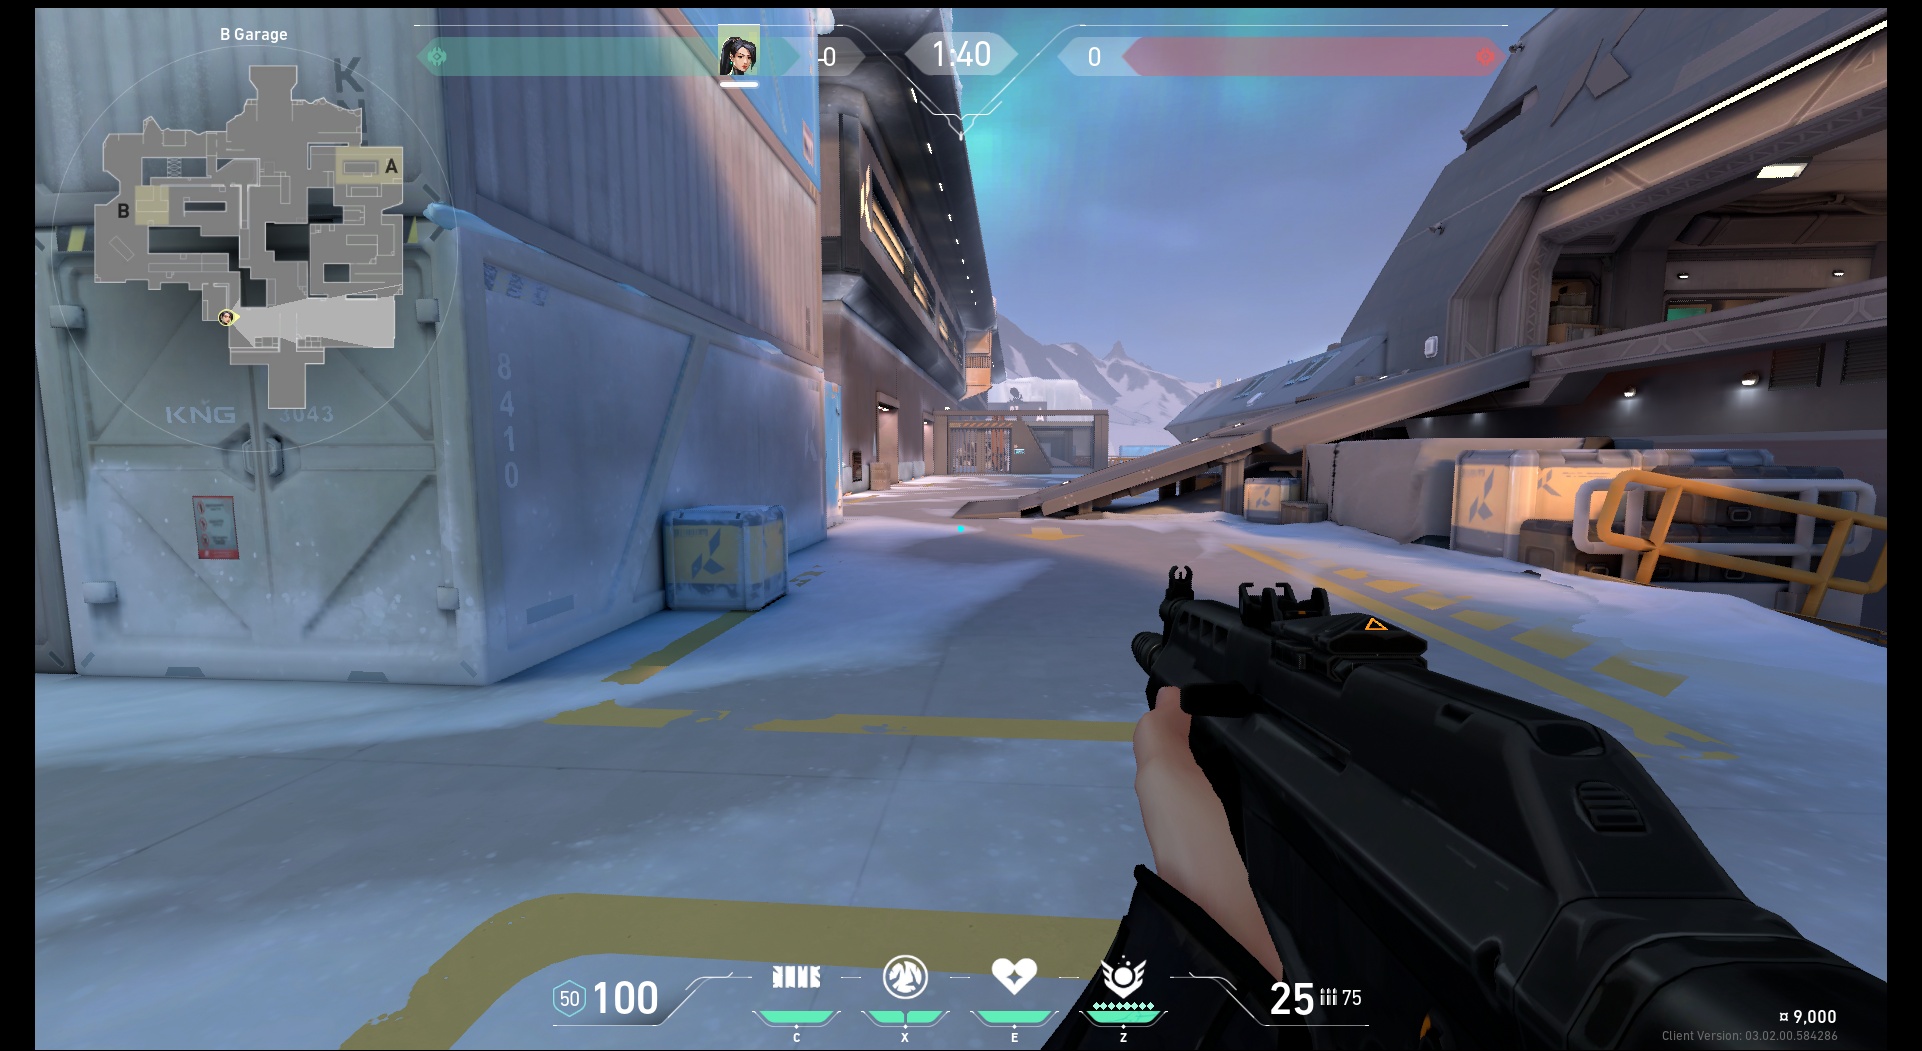 B Garage
0
1:40
0
A
B
KNG 3043
8410
50 100
25 75
C X E Z
¤ 9,000
Client Version: 03.02.00.584286